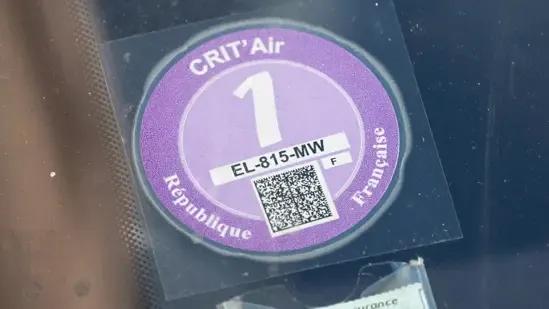 CRIT'Air
1
EL-815-MW
F
République
Française